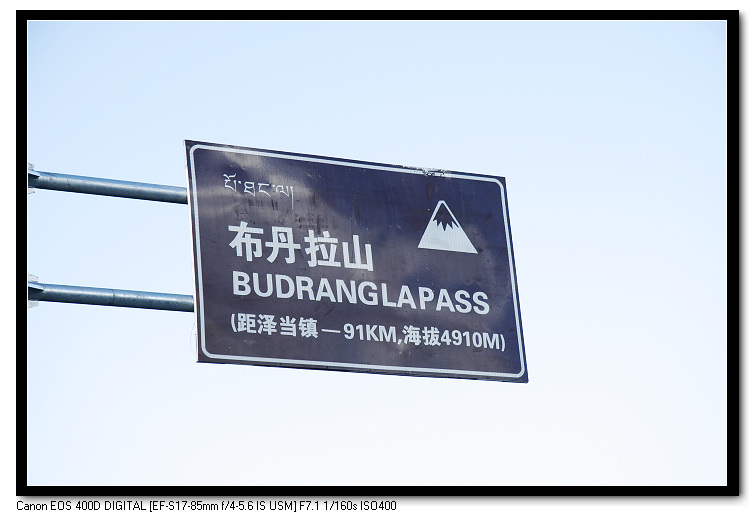 པོ་ཐང་ལ།
布丹拉山
BUDRANGLAPASS
(距泽当镇—91KM,海拔4910M)
Canon EOS 400D DIGITAL [EF-S17-85mm f/4-5.6 IS USM] F7.1 1/160s ISO400